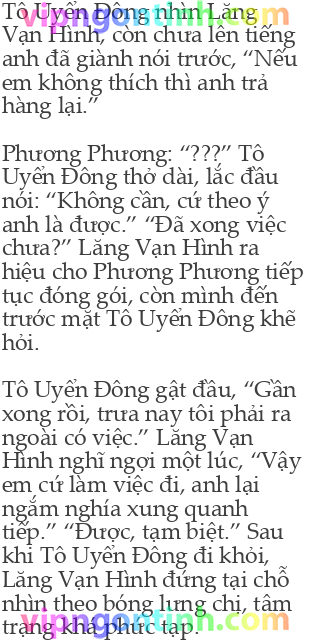 vipngontinh.com
Tô Uyển Đông nhìn Lăng
Vạn Hình, còn chưa lên tiếng
anh đã giành nói trước, “Nếu
em không thích thì anh trả
hàng lại.”
Phương Phương: “???” Tô
Uyển Đông thở dài, lắc đầu
nói: “Không cần, cứ theo ý
anh là được.” “Đã xong việc
chưa?” Lăng Vạn Hình ra
hiệu cho Phương Phương tiếp
tục đóng gói, còn mình đến
trước mặt Tô Uyển Đông khẽ
hỏi.
Tô Uyển Đông gật đầu, “Gần
xong rồi, trưa nay tôi phải ra
ngoài có việc.” Lăng Vạn
Hình nghĩ ngợi một lúc, “Vậy
em cứ làm việc đi, anh lại
ngắm nghía xung quanh
tiếp.” “Được, tạm biệt.” Sau
khi Tô Uyển Đông đi khỏi,
Lăng Vạn Hình đứng tại chỗ
nhìn theo bóng lưng chị, tâm
trạng khá phức tạp.
vipngontinh.com